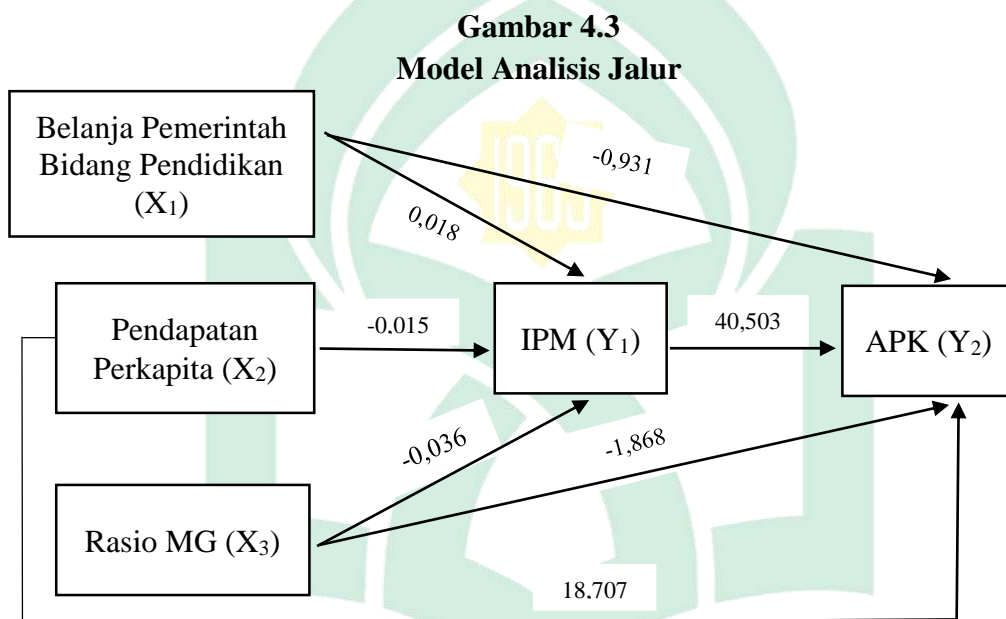 Gambar 4.3
Model Analisis Jalur
Belanja Pemerintah
Bidang Pendidikan
(X₁)
-0,931
0,018
Pendapatan
Perkapita (X₂)
-0,015
IPM (Y₁)
40,503
APK (Y₂)
-0,036
-1,868
Rasio MG (X₃)
18,707